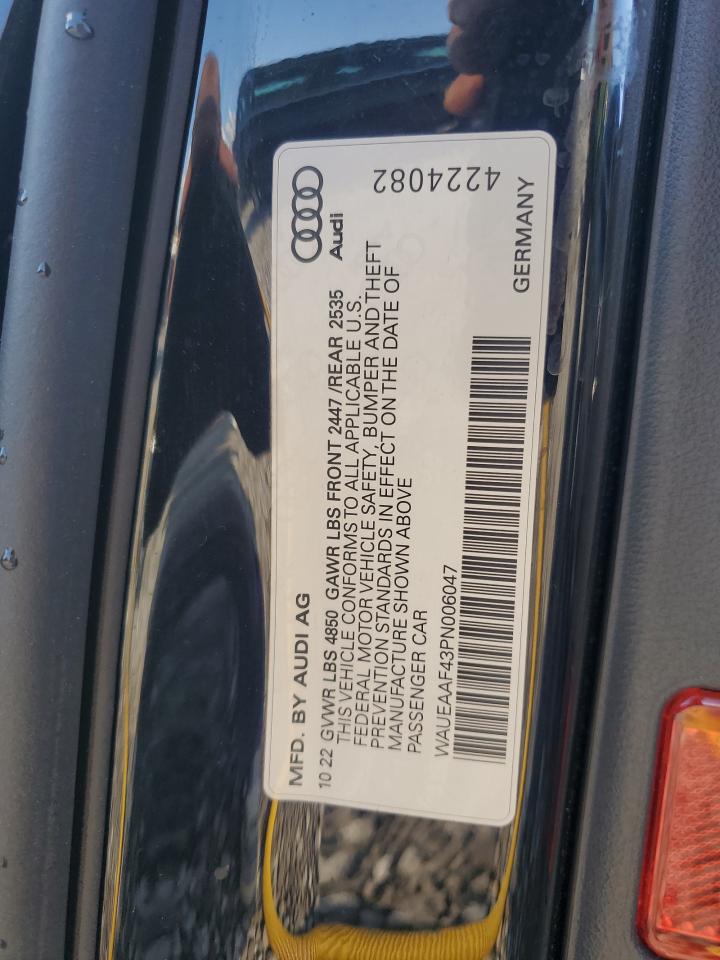 MFD. BY AUDI AG
10 22 GVWR LBS 4850 GAWR LBS FRONT 2447 /REAR 2535
THIS VEHICLE CONFORMS TO ALL APPLICABLE U.S.
FEDERAL MOTOR VEHICLE SAFETY, BUMPER AND THEFT
PREVENTION STANDARDS IN EFFECT ON THE DATE OF
MANUFACTURE SHOWN ABOVE
PASSENGER CAR
WAUEAAF43PN006047
Audi
4224082
GERMANY